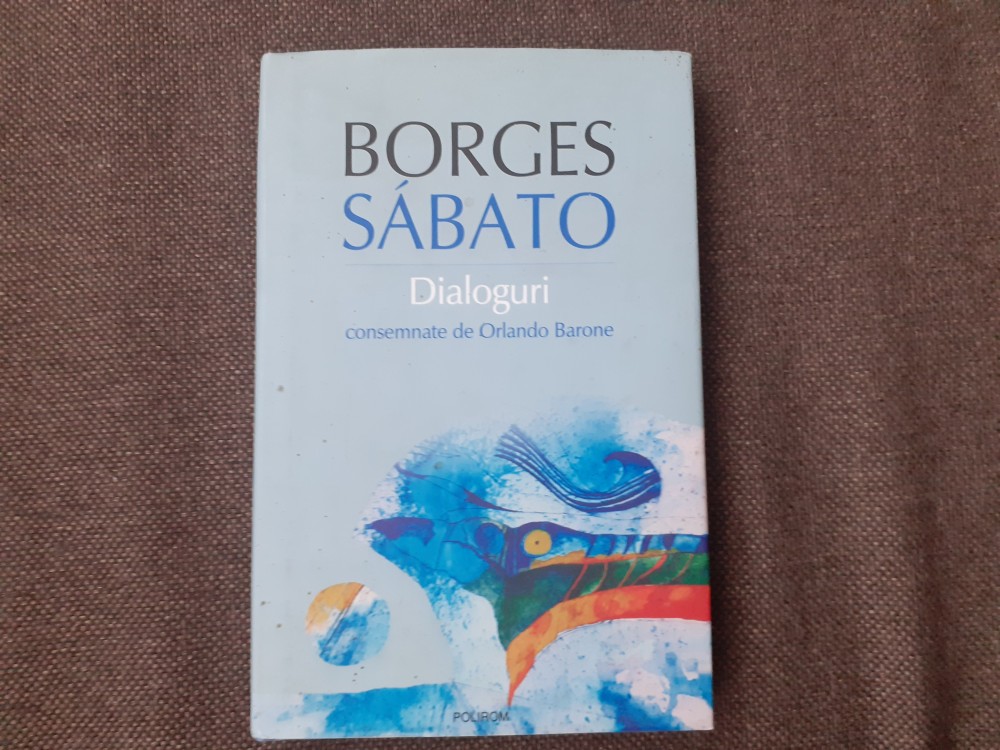 BORGES
SÁBATO
Dialoguri
consemnate de Orlando Barone
POLIROM